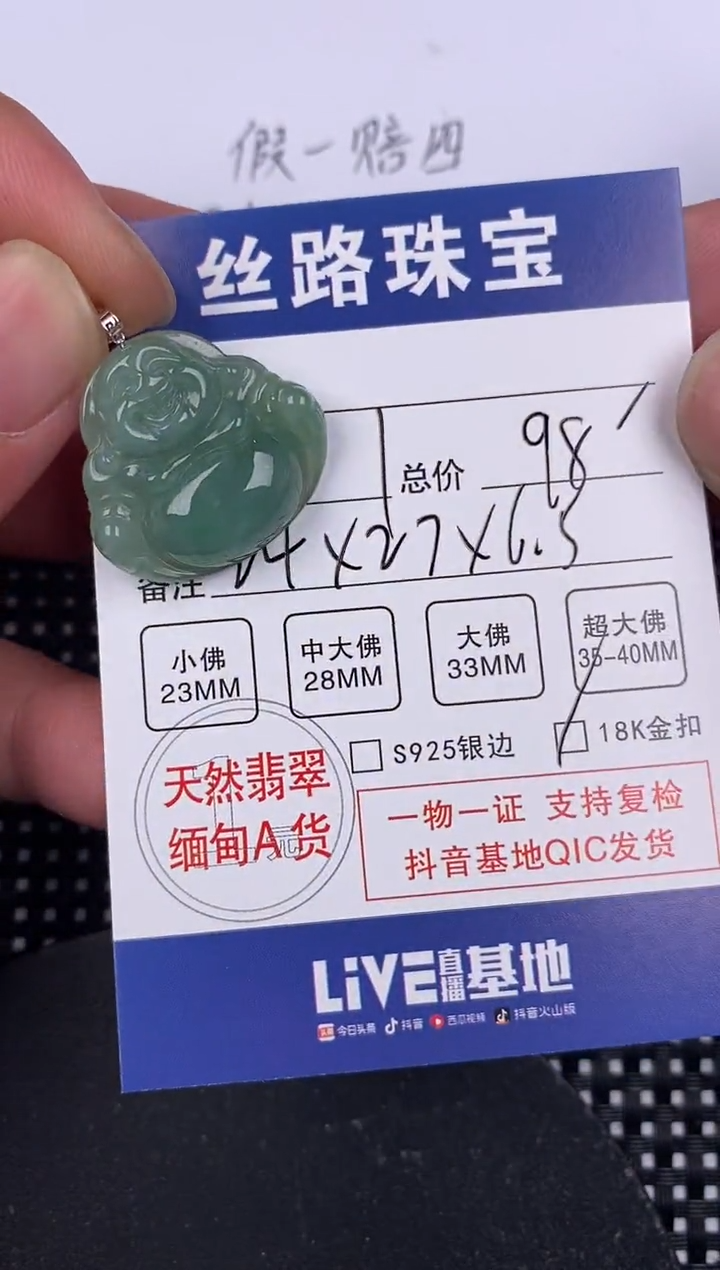 假一赔四
丝路珠宝
总价 98
备注 24X27X6.5
小佛 23MM
中大佛 28MM
大佛 33MM
超大佛 35-40MM
S925银边 18K金扣
天然翡翠
缅甸A货
1元
一物一证 支持复检
抖音基地QIC发货
LiVE直播基地
头条 今日头条 抖音 西瓜视频 抖音火山版